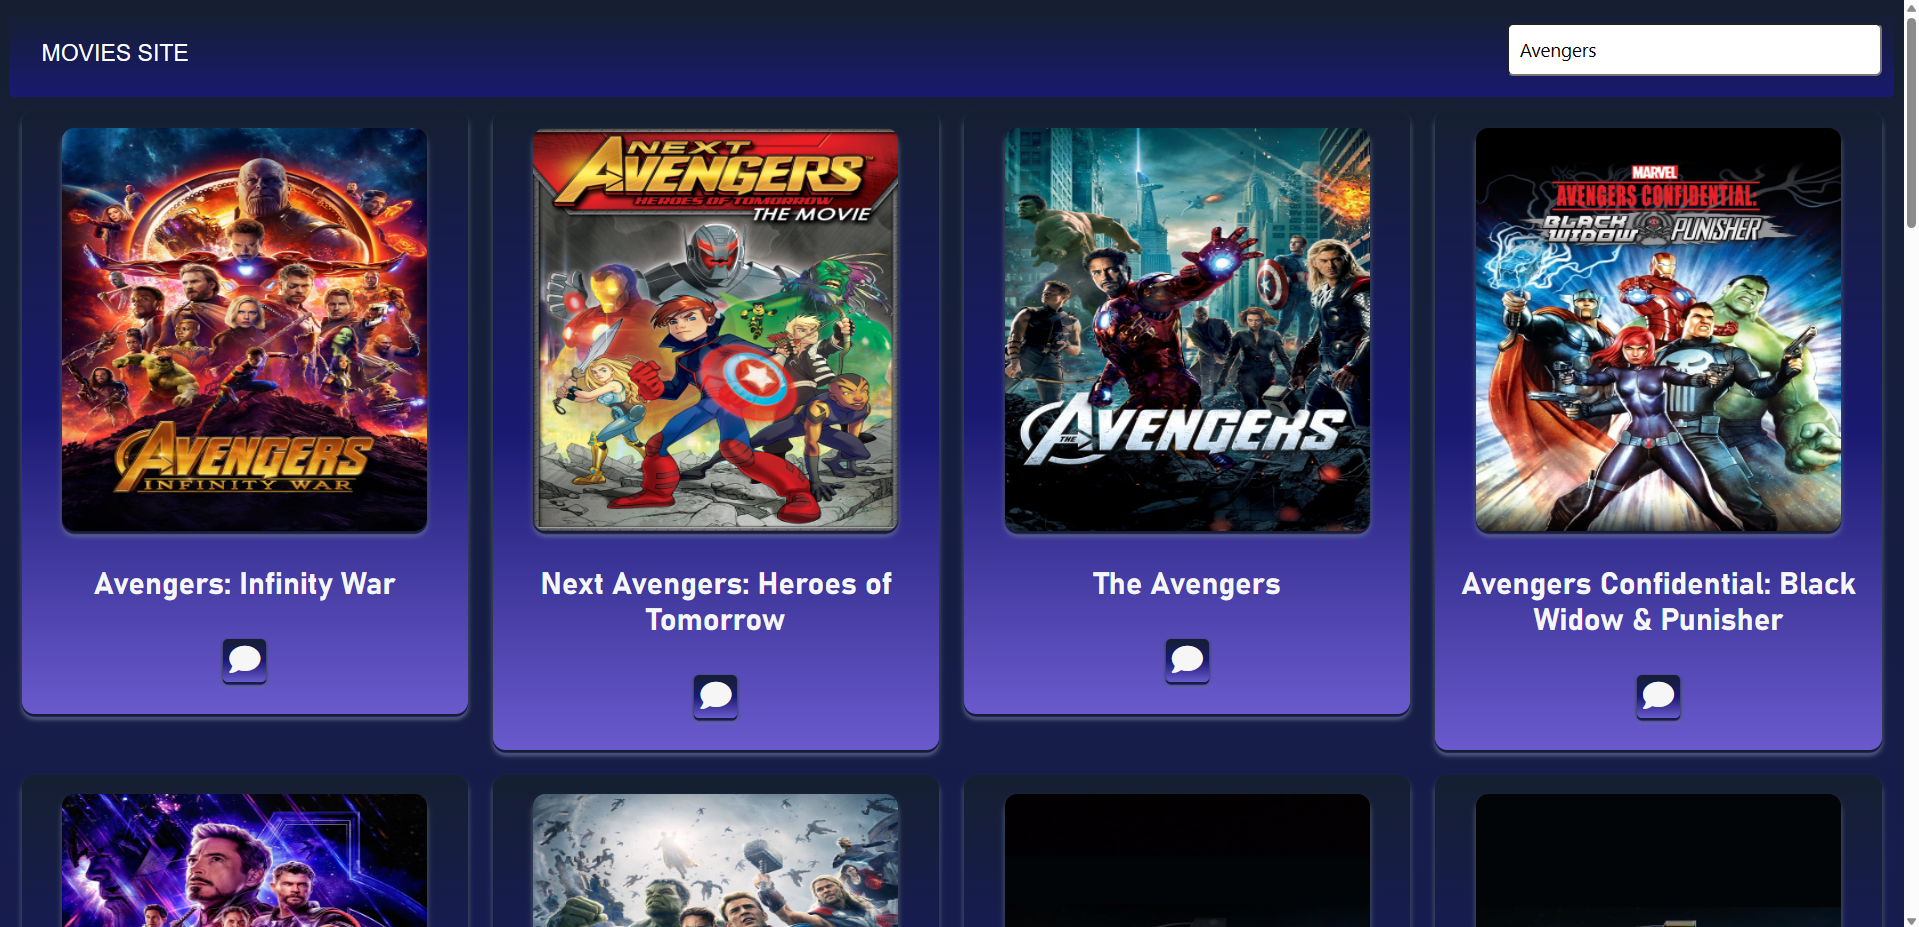 MOVIES SITE
Avengers
AVENGERS
INFINITY WAR
NEXT
AVENGERS
HEROES OF TOMORROW
THE MOVIE
THE AVENGERS
MARVEL
AVENGERS CONFIDENTIAL:
BLACK WIDOW PUNISHER
Avengers: Infinity War
Next Avengers: Heroes of
Tomorrow
The Avengers
Avengers Confidential: Black
Widow & Punisher